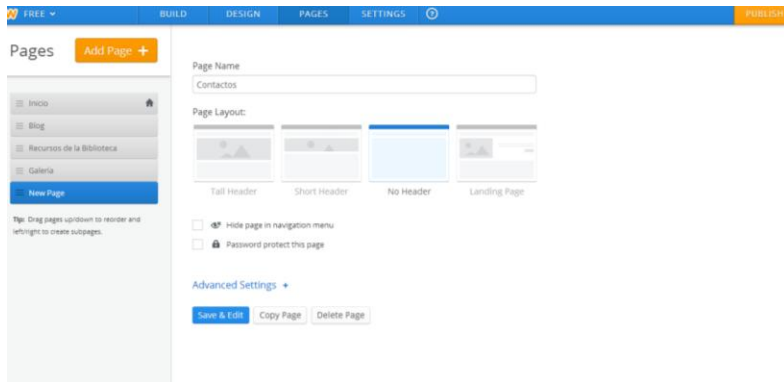 FREE
BUILD DESIGN PAGES SETTINGS ? PUBLISH
Pages
Add Page +
Inicio
Blog
Recursos de la Biblioteca
Galería
New Page
Tip: Drag pages up/down to reorder and
left/right to create subpages.
Page Name
Contactos
Page Layout:
Tall Header Short Header No Header Landing Page
Hide page in navigation menu
Password protect this page
Advanced Settings +
Save & Edit Copy Page Delete Page